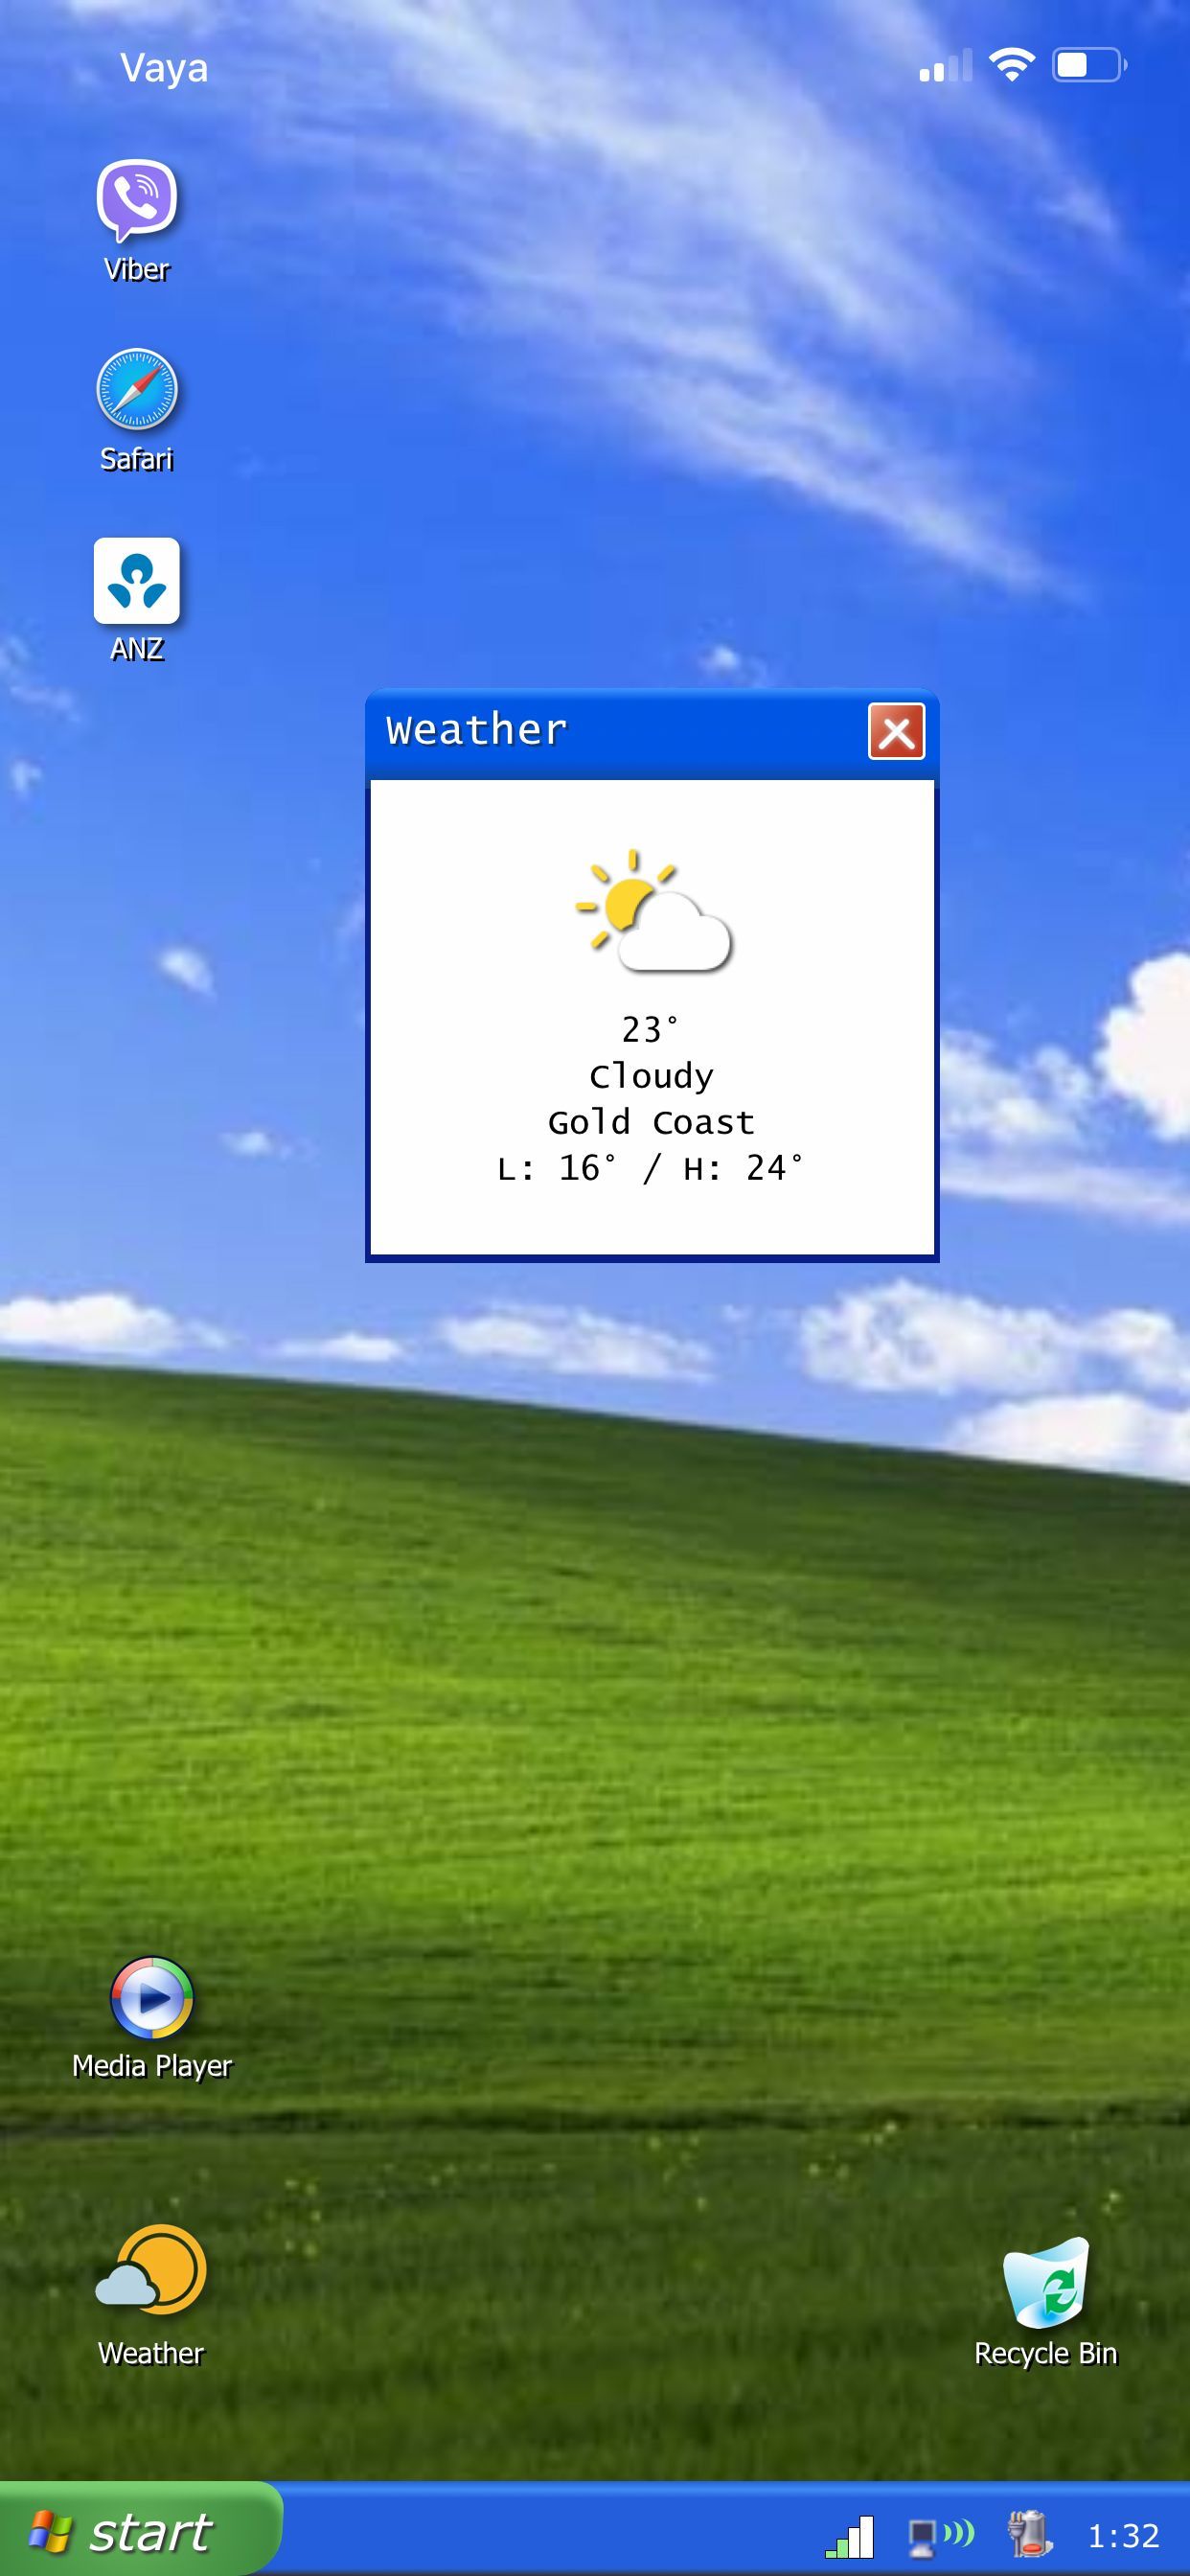 Vaya
Viber
Safari
ANZ
Weather
23°
Cloudy
Gold Coast
L: 16° / H: 24°
Media Player
Weather
Recycle Bin
start
1:32